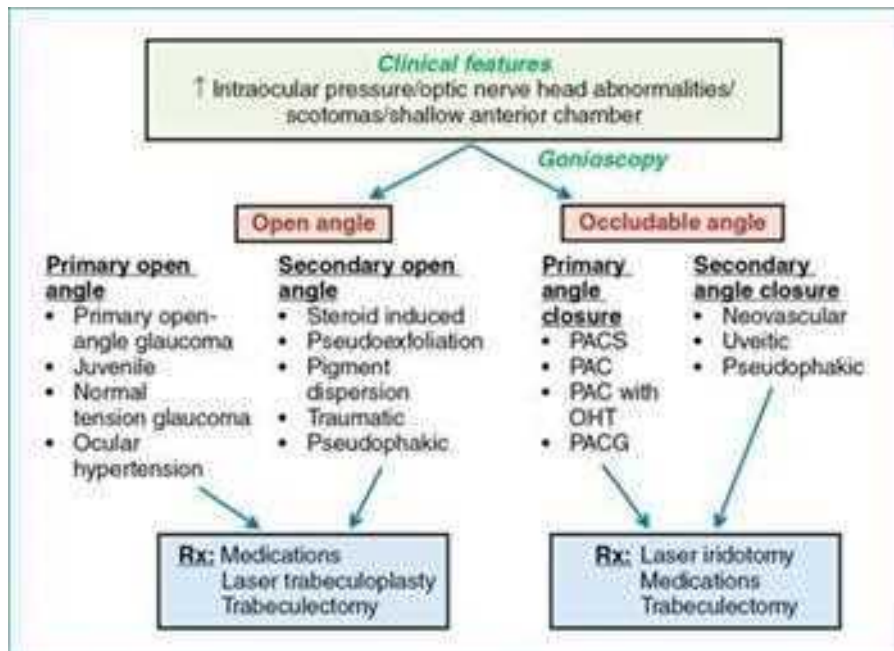 Clinical features
↑ Intraocular pressure/optic nerve head abnormalities/
scotomas/shallow anterior chamber
Gonioscopy
Open angle
Occludable angle
Primary open
angle
• Primary open-
angle glaucoma
• Juvenile
• Normal
tension glaucoma
• Ocular
hypertension
Secondary open
angle
• Steroid induced
• Pseudoexfoliation
• Pigment
dispersion
• Traumatic
• Pseudophakic
Primary
angle
closure
• PACS
• PAC
• PAC with
OHT
• PACG
Secondary
angle closure
• Neovascular
• Uveitic
• Pseudophakic
Rx: Medications
Laser trabeculoplasty
Trabeculectomy
Rx: Laser iridotomy
Medications
Trabeculectomy